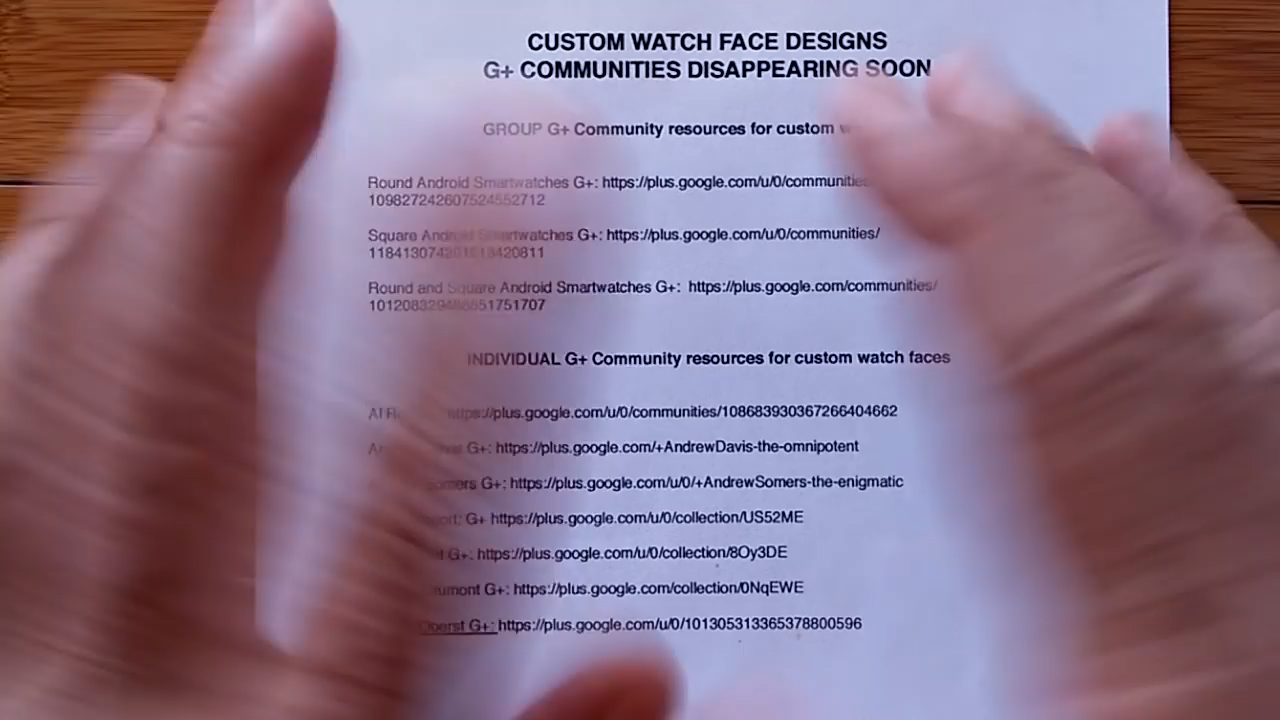 CUSTOM WATCH FACE DESIGNS
G+ COMMUNITIES DISAPPEARING SOON
GROUP G+ Community resources for custom
Round Android Smartwatches G+: https://plus.google.com/u/0/communities
109827242607524552712
Square Android Smartwatches G+: https://plus.google.com/u/0/communities/
Round and Square Android Smartwatches G+: https://plus.google.com/communities/
INDIVIDUAL G+ Community resources for custom watch faces
https://plus.google.com/u/0/communities/108683930367266404662
G+: https://plus.google.com/+AndrewDavis-the-omnipotent
G+: https://plus.google.com/u/0/+AndrewSomers-the-enigmatic
G+ https://plus.google.com/u/0/collection/US52ME
G+: https://plus.google.com/u/0/collection/8Oy3DE
G+: https://plus.google.com/collection/0NqEWE
Oberst G+: https://plus.google.com/u/0/101305313365378800596